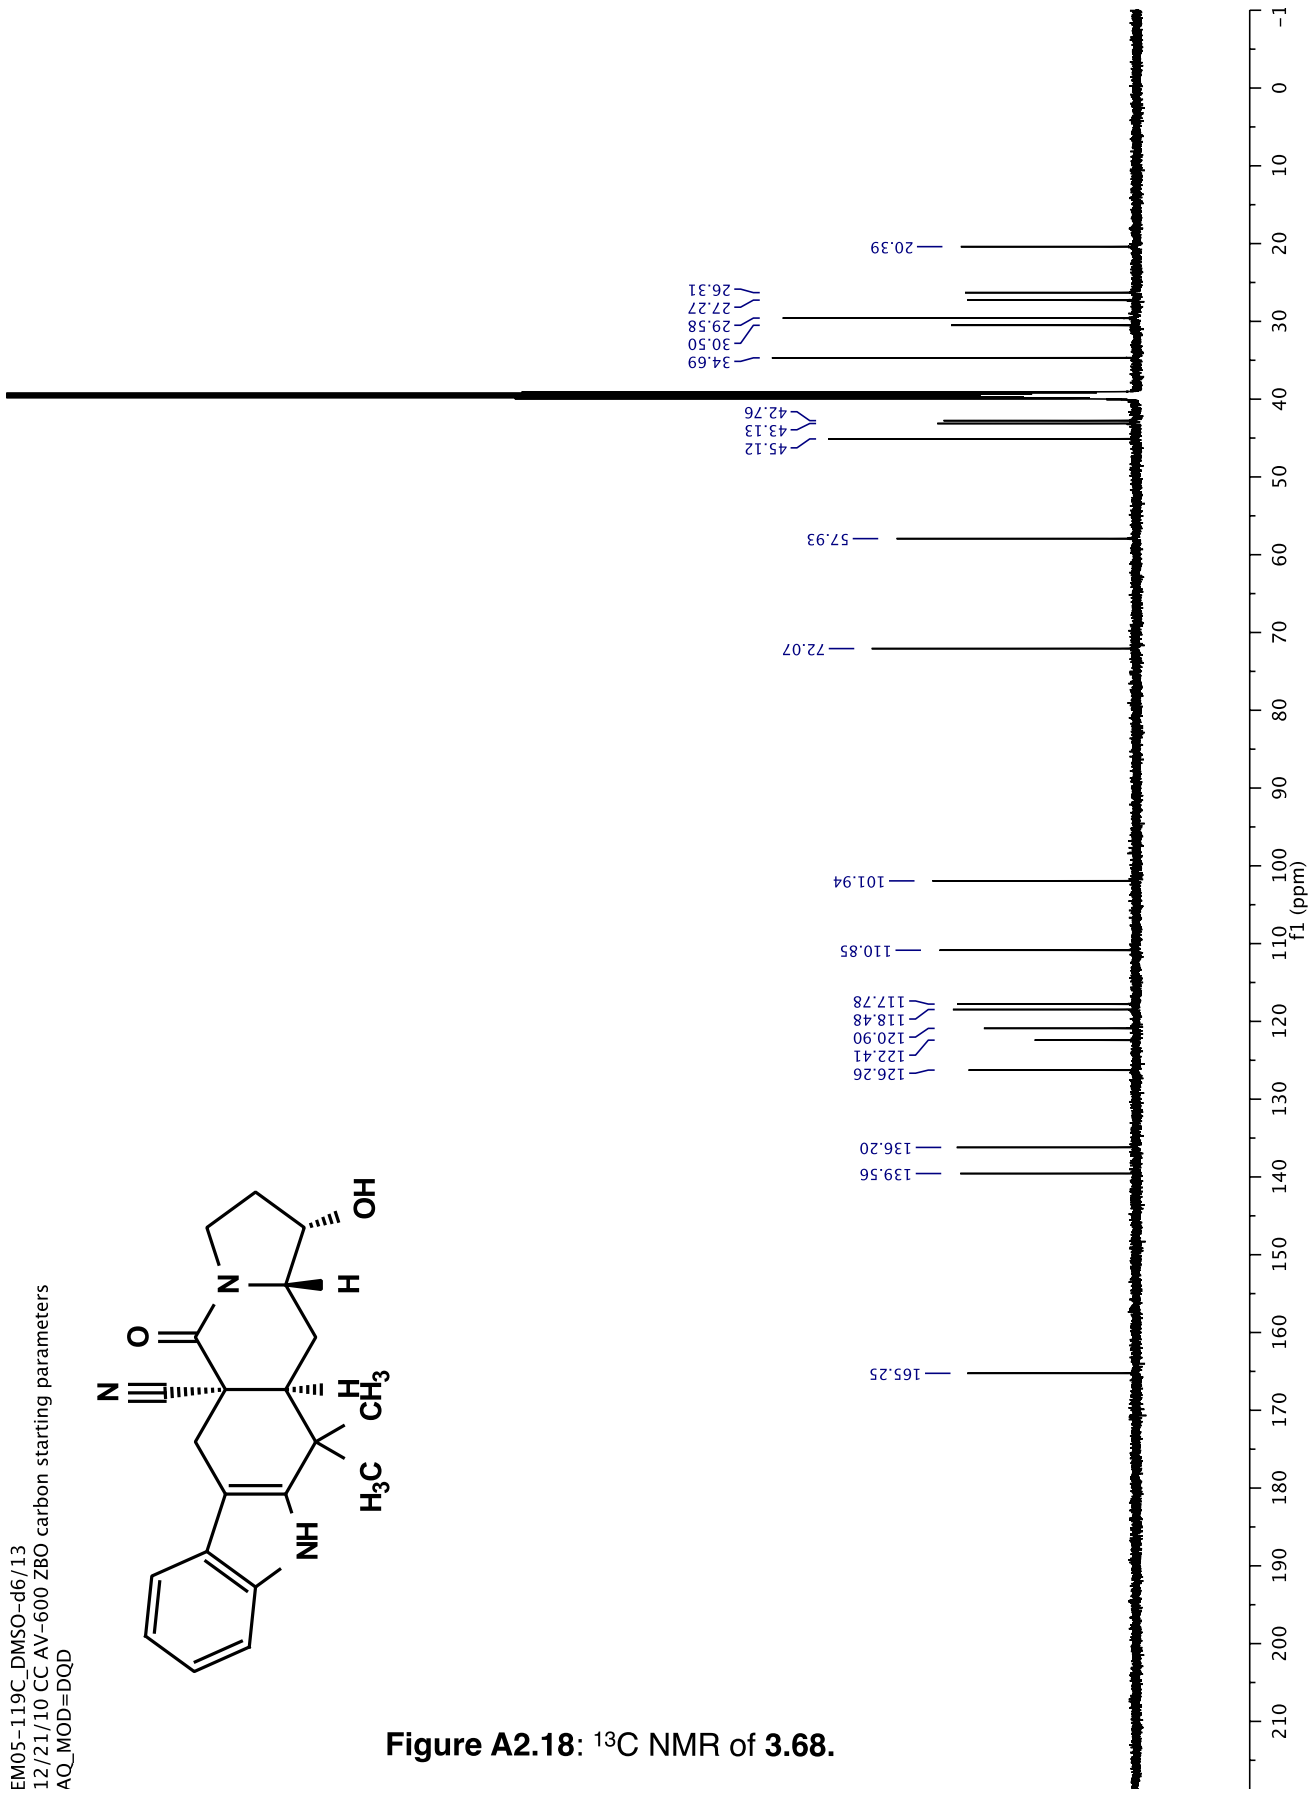 EM05-119C_DMSO-d6/13
12/21/10 CC AV-600 ZBO carbon starting parameters
AQ_MOD=DQD
N
O
N
H
OH
H
CH3
H3C
NH
20.39
26.31
27.27
29.58
30.50
34.69
42.76
43.13
45.12
57.93
72.07
101.94
110.85
117.78
118.48
120.90
122.41
126.26
136.20
139.56
165.25
210 200 190 180 170 160 150 140 130 120 110 100 90 80 70 60 50 40 30 20 10 0 -1
f1 (ppm)
Figure A2.18: 13C NMR of 3.68.